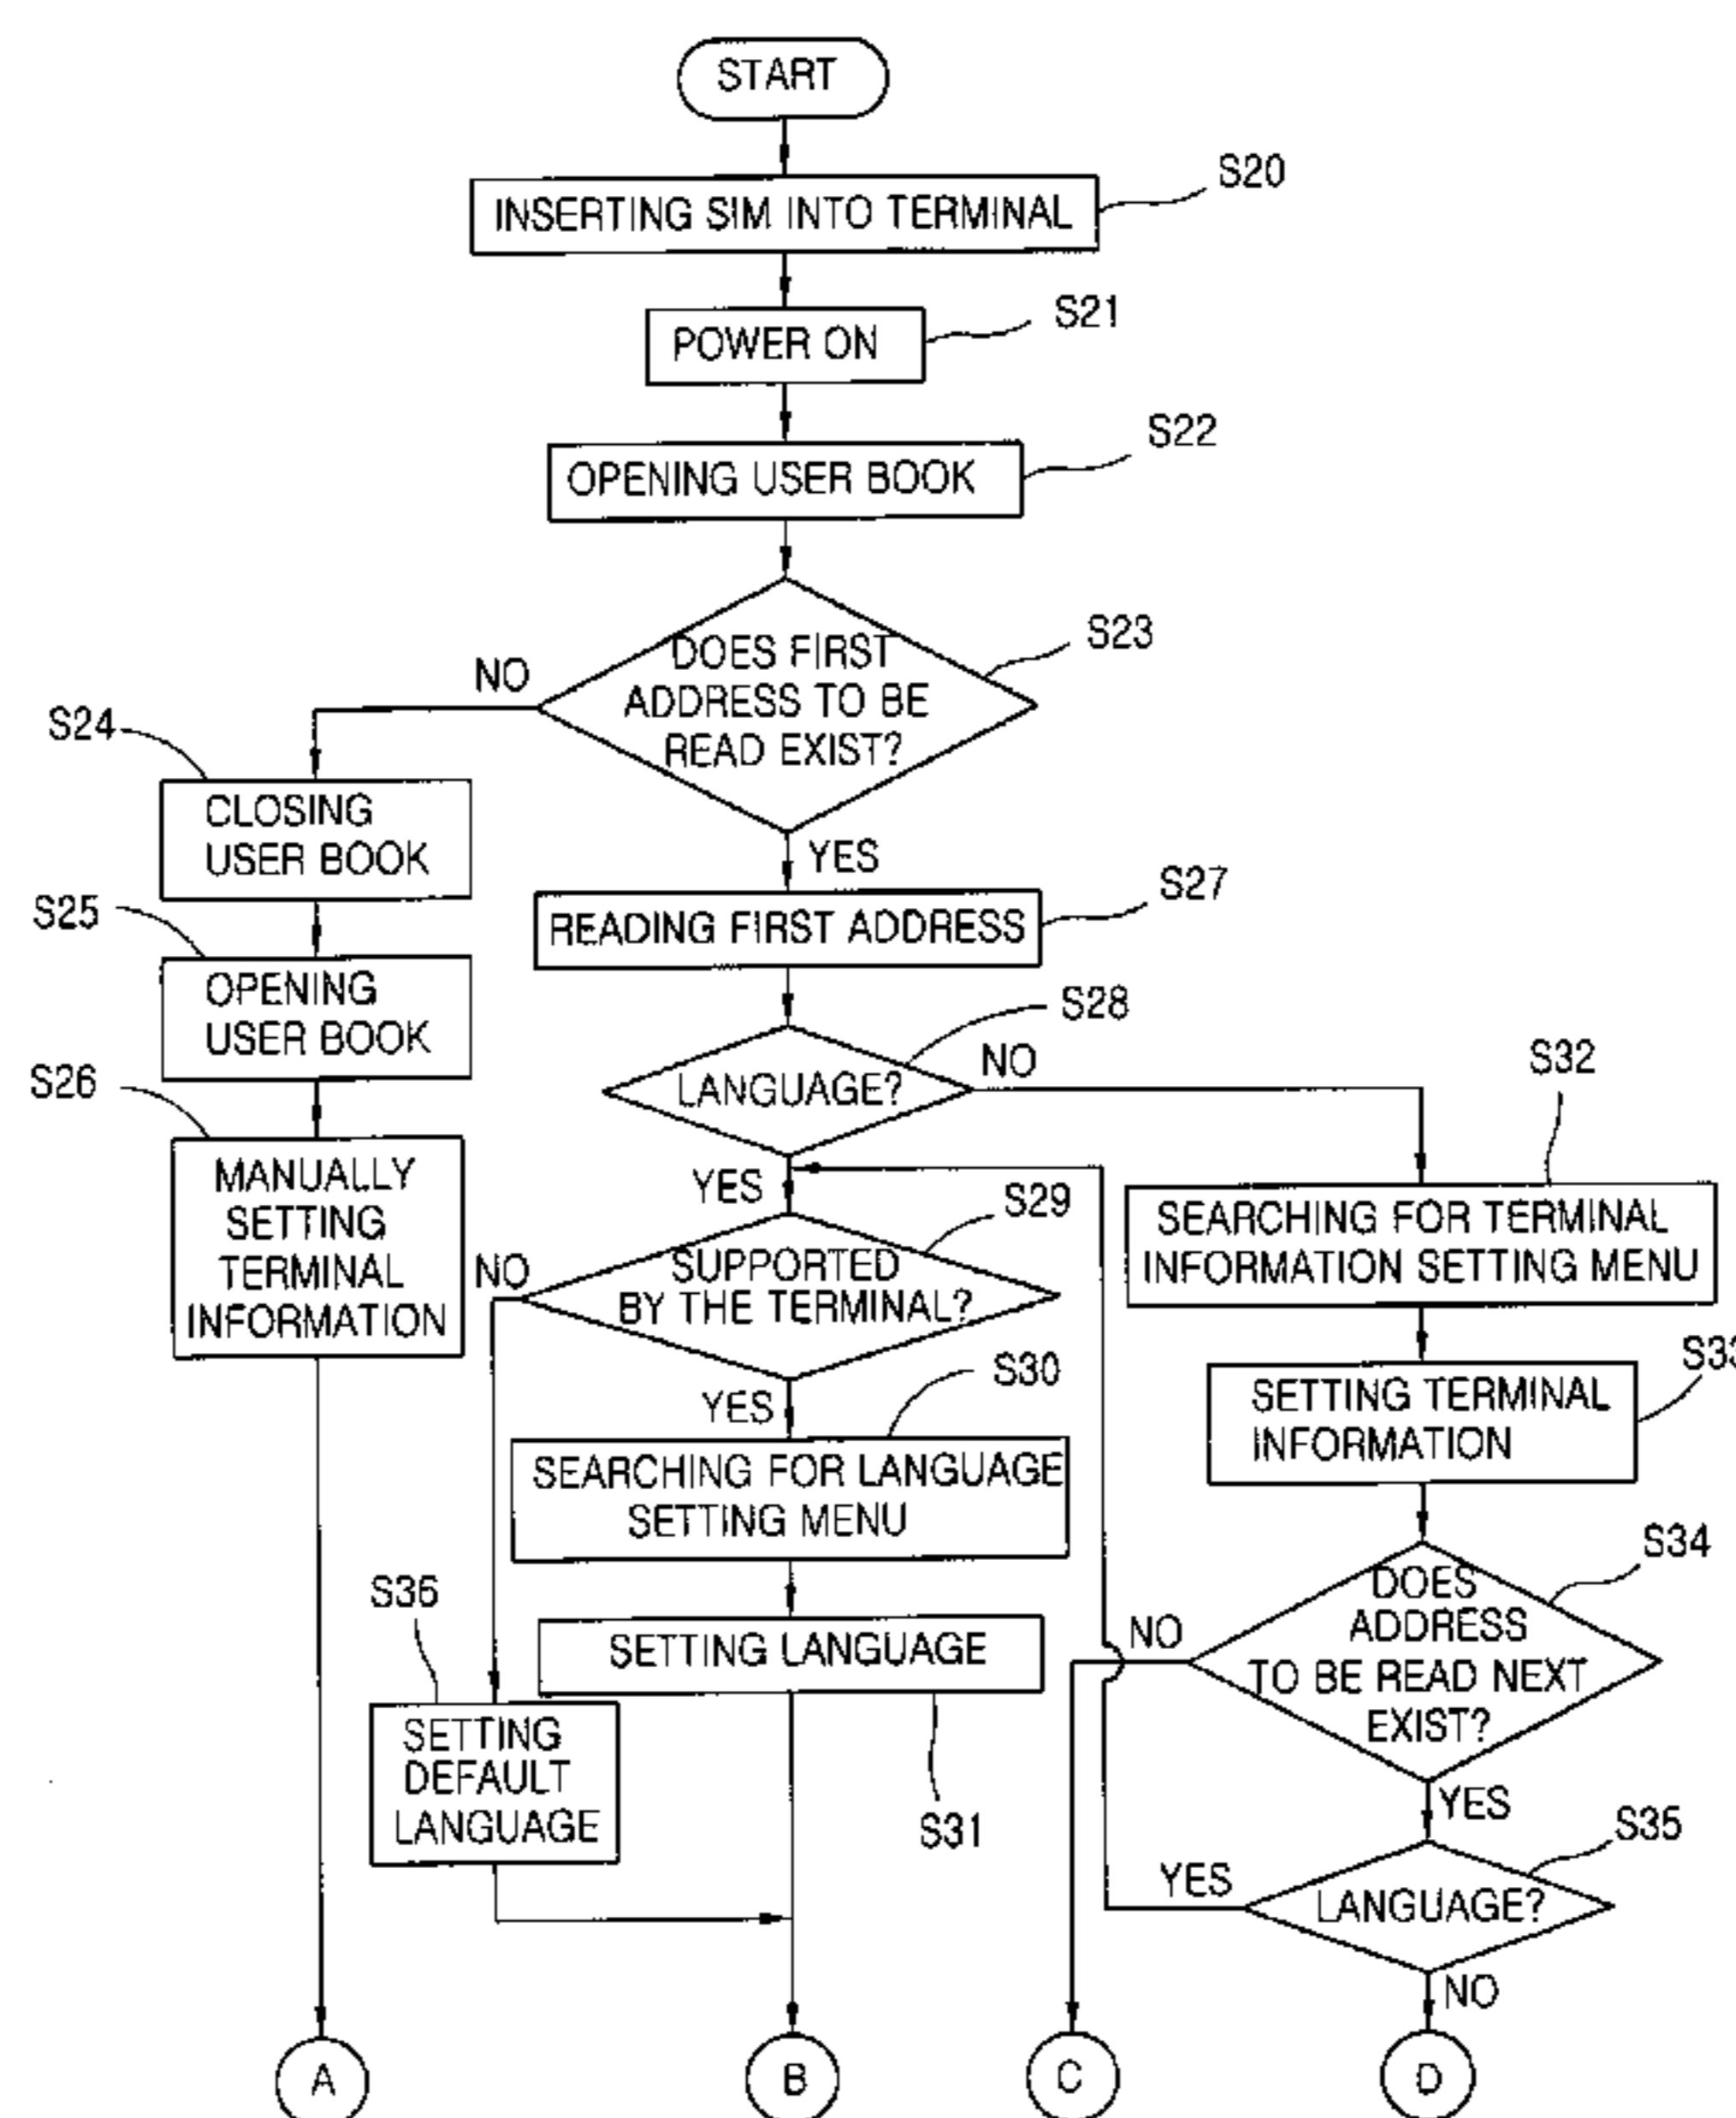 START
S20
INSERTING SIM INTO TERMINAL
S21
POWER ON
S22
OPENING USER BOOK
S23
DOES FIRST
ADDRESS TO BE
READ EXIST?
NO
YES
S24
CLOSING
USER BOOK
S25
OPENING
USER BOOK
S26
MANUALLY
SETTING
TERMINAL
INFORMATION
S27
READING FIRST ADDRESS
S28
LANGUAGE?
NO
YES
S29
SUPPORTED
BY THE TERMINAL?
NO
YES
S30
SEARCHING FOR LANGUAGE
SETTING MENU
SETTING LANGUAGE
S31
S36
SETTING
DEFAULT
LANGUAGE
S32
SEARCHING FOR TERMINAL
INFORMATION SETTING MENU
S33
SETTING TERMINAL
INFORMATION
S34
DOES
ADDRESS
TO BE READ NEXT
EXIST?
NO
YES
S35
LANGUAGE?
YES
NO
A
B
C
D